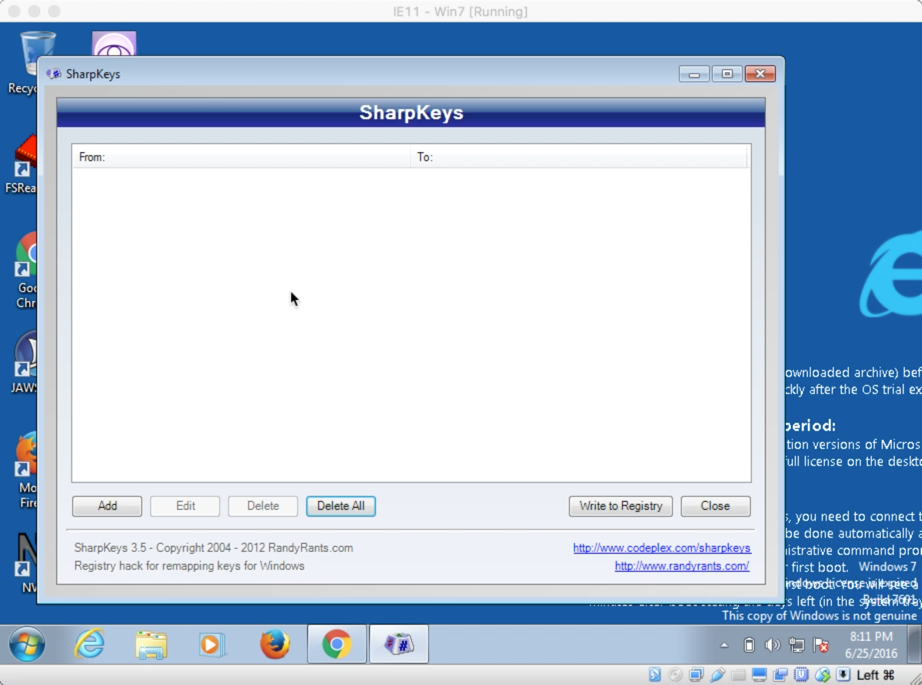 IE11 - Win7 [Running]
Recyc
SharpKeys
SharpKeys
From: To:
FSRea
Goo
Chr
JAWS
Mo
Fire
NV
ownloaded archive) bef
ckly after the OS trial ex
period:
tion versions of Micros
full license on the deskto
Add Edit Delete Delete All Write to Registry Close
s, you need to connect t
be done automatically a
istrative command pro
first boot. Windows 7
Build 7601
SharpKeys 3.5 - Copyright 2004 - 2012 RandyRants.com
http://www.codeplex.com/sharpkeys
Registry hack for remapping keys for Windows
http://www.randyrants.com/
This copy of Windows is not genuine
8:11 PM
6/25/2016
Left ⌘